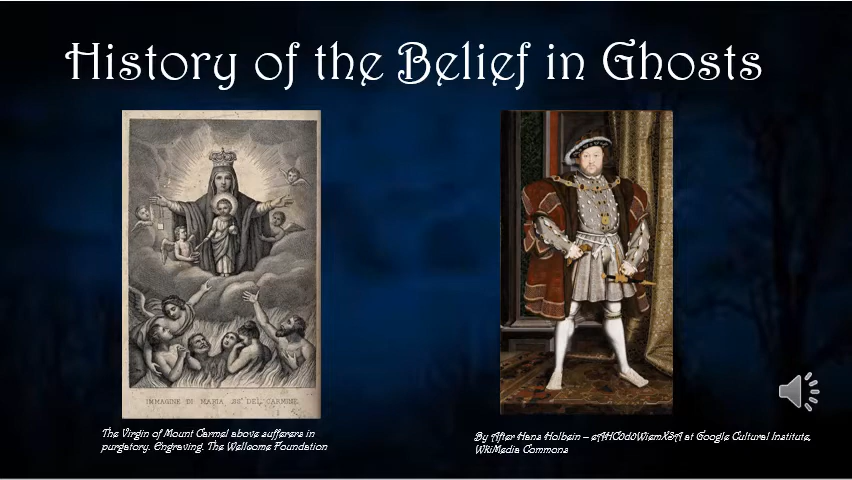 History of the Belief in Ghosts
IMMAGINE DI MARIA SS. DEL CARMINE
The Virgin of Mount Carmel above sufferers in
purgatory. Engraving. The Wellcome Foundation
By After Hans Holbein – at Google Cultural Institute,
WikiMedia Commons